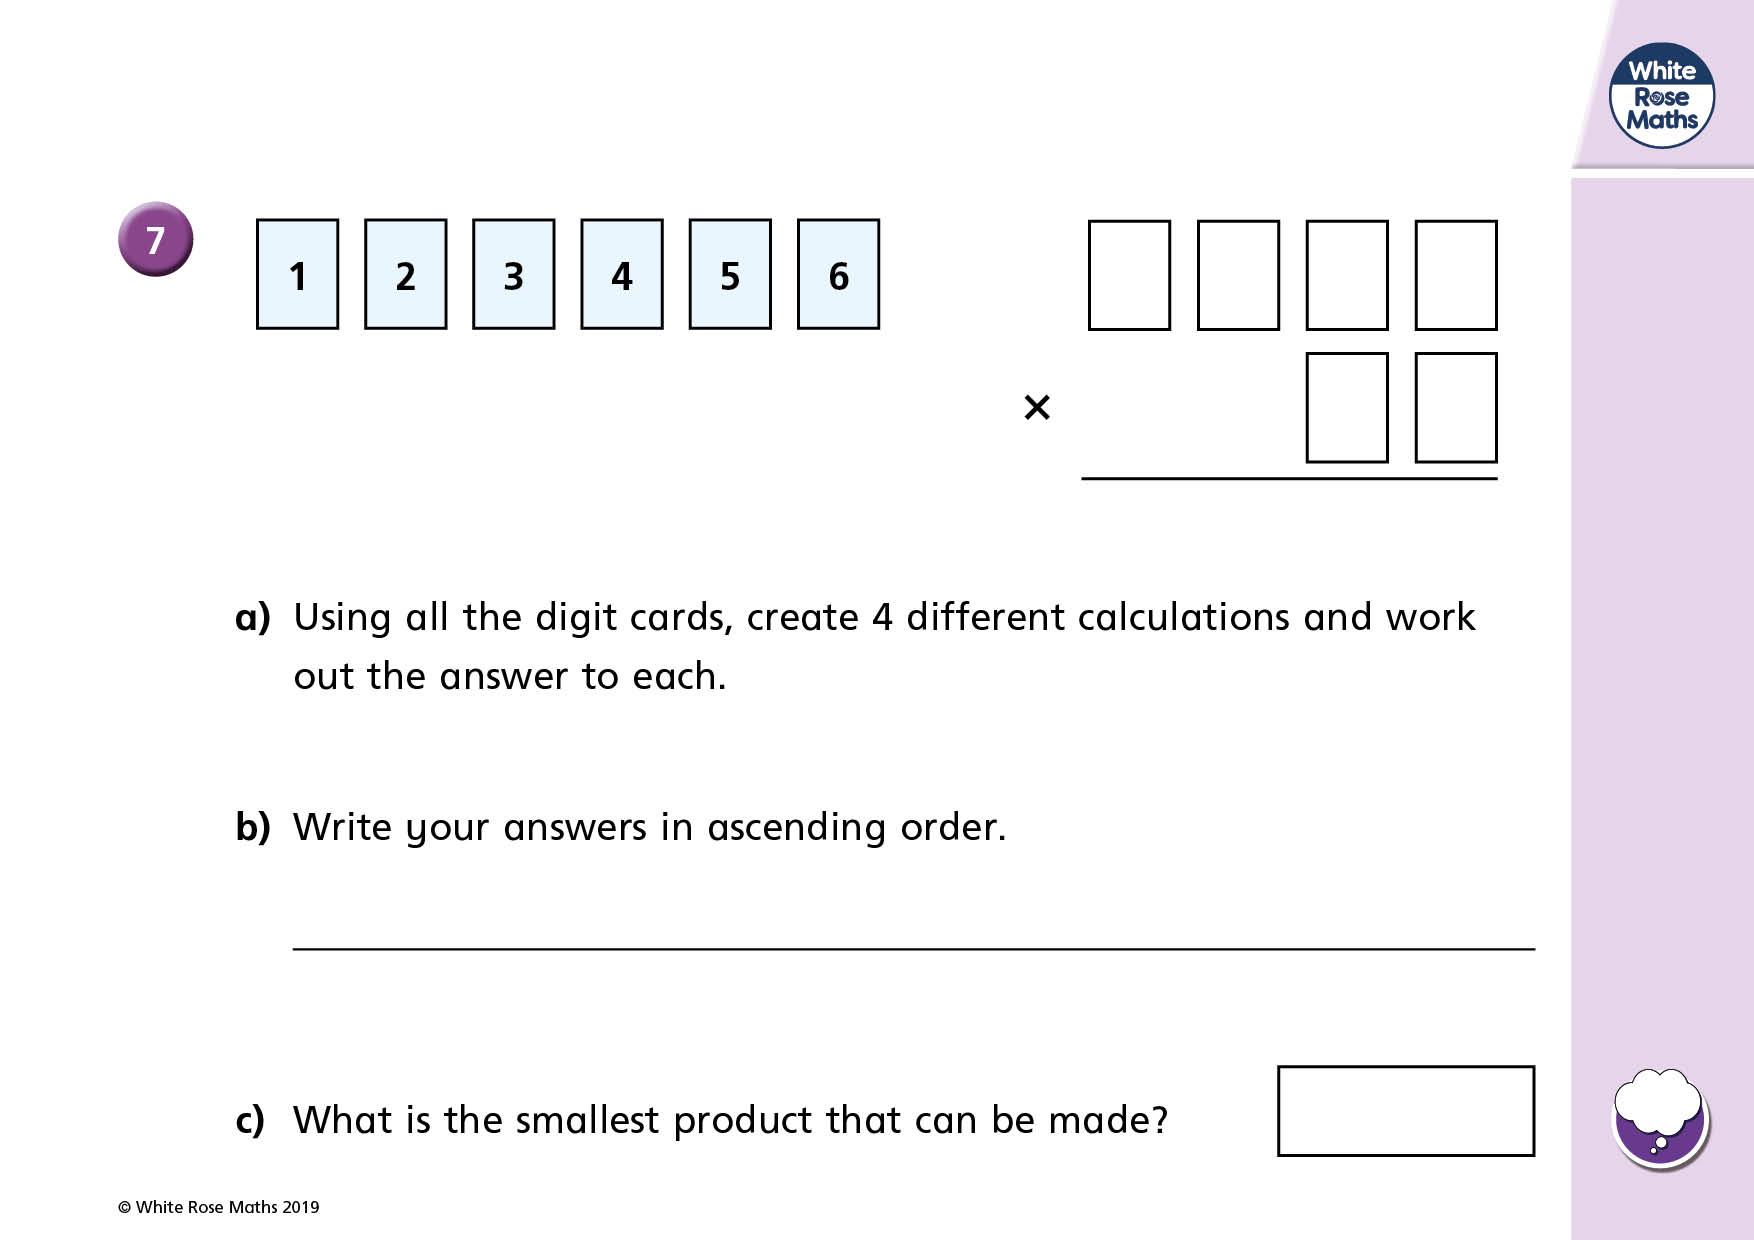 White
Rose
Maths
7
1 2 3 4 5 6
×
a) Using all the digit cards, create 4 different calculations and work
out the answer to each.
b) Write your answers in ascending order.
c) What is the smallest product that can be made?
© White Rose Maths 2019